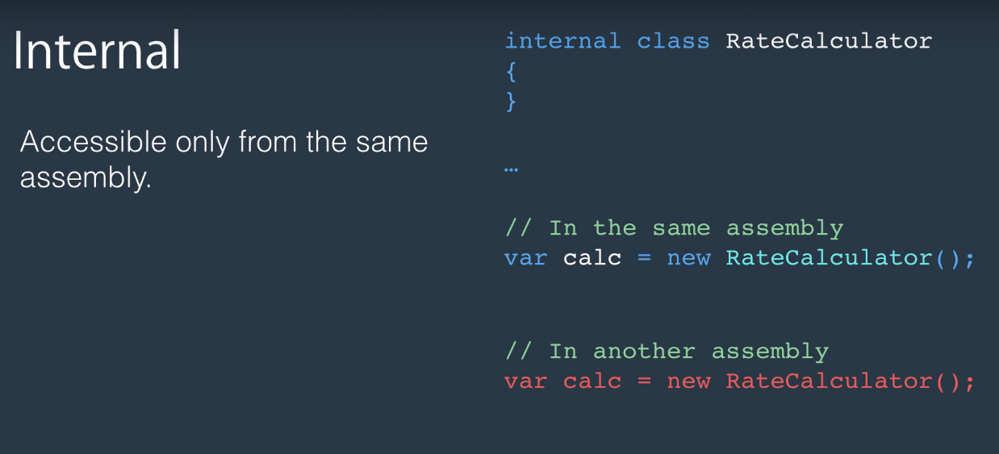 Internal
Accessible only from the same
assembly.
internal class RateCalculator
{
}
…
// In the same assembly
var calc = new RateCalculator();
// In another assembly
var calc = new RateCalculator();